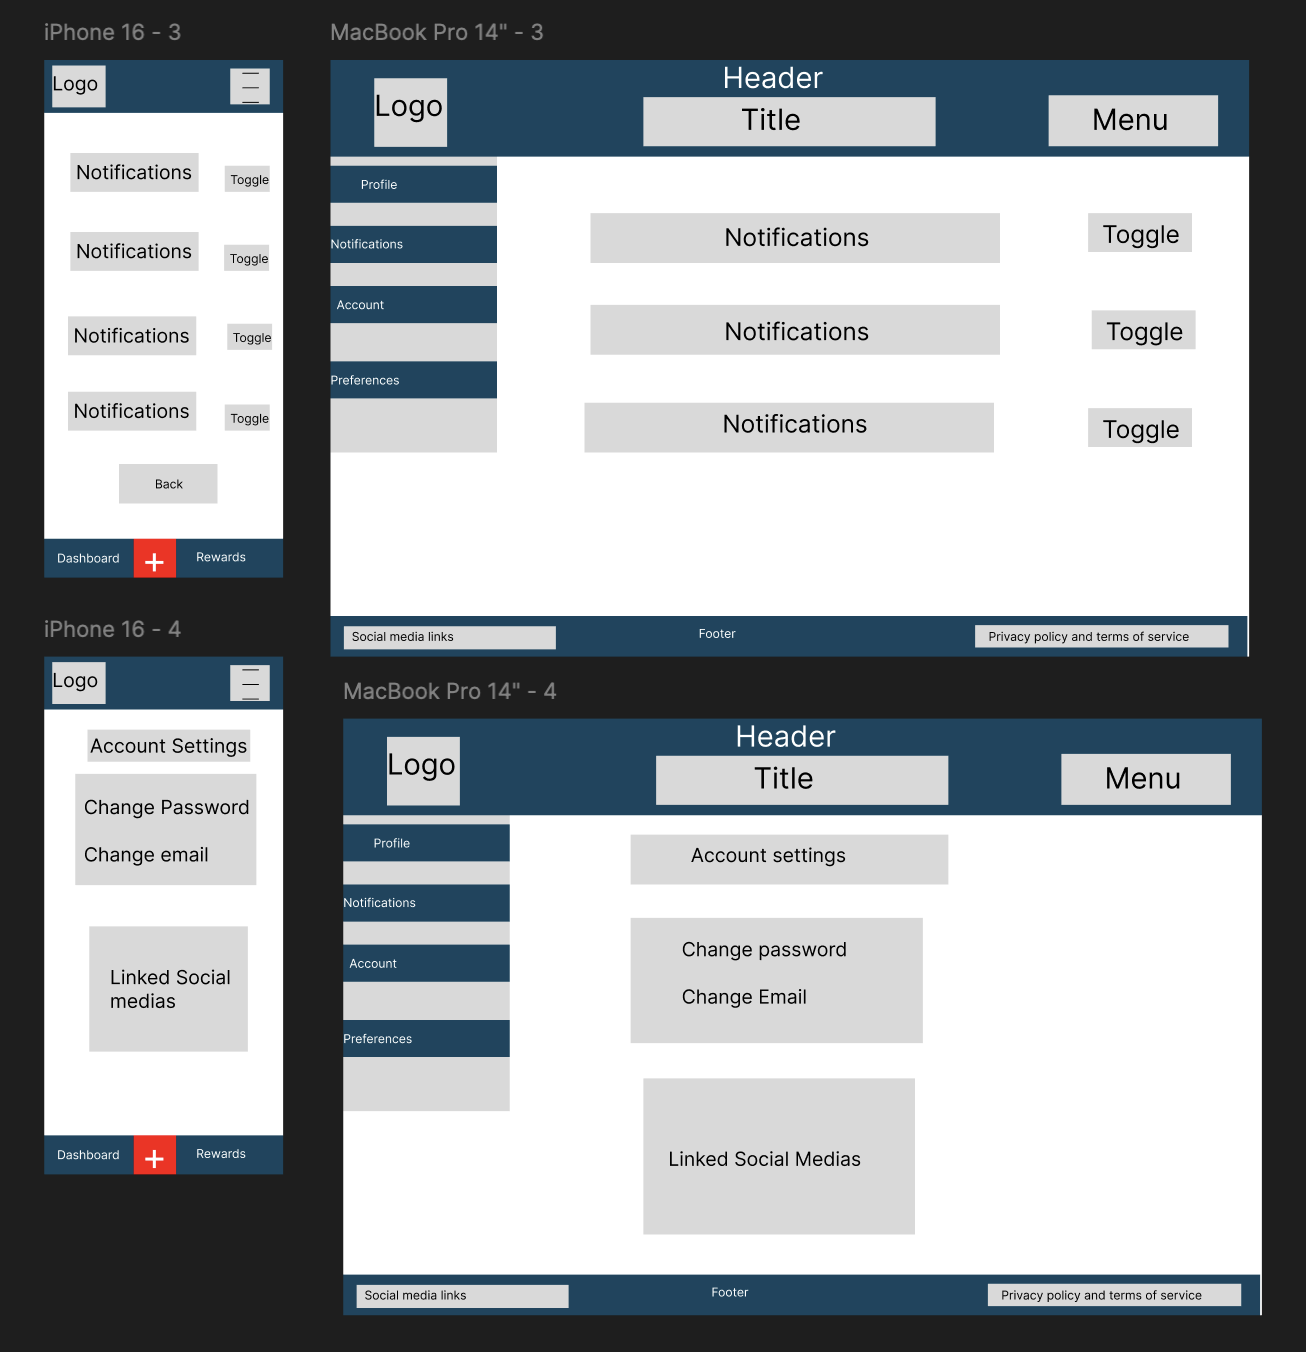 iPhone 16 - 3
Logo
Notifications
Toggle
Notifications
Toggle
Notifications
Toggle
Notifications
Toggle
Back
Dashboard
+
Rewards
MacBook Pro 14" - 3
Header
Logo
Title
Menu
Profile
Notifications
Account
Preferences
Notifications
Toggle
Notifications
Toggle
Notifications
Toggle
Social media links
Footer
Privacy policy and terms of service
iPhone 16 - 4
Logo
Account Settings
Change Password
Change email
Linked Social
medias
Dashboard
+
Rewards
MacBook Pro 14" - 4
Header
Logo
Title
Menu
Profile
Notifications
Account
Preferences
Account settings
Change password
Change Email
Linked Social Medias
Social media links
Footer
Privacy policy and terms of service